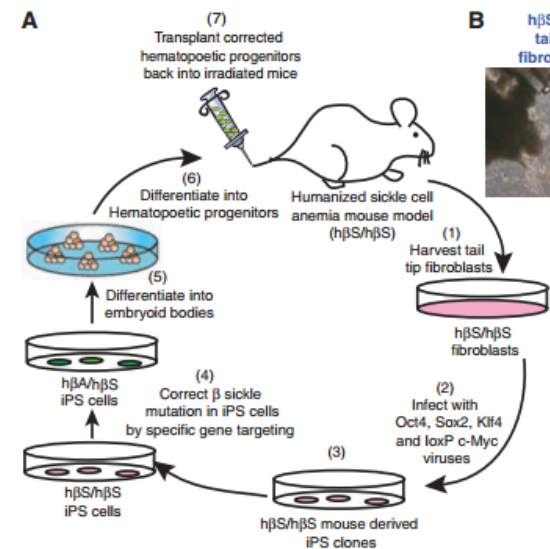 A
(7)
Transplant corrected
hematopoetic progenitors
back into irradiated mice
B
hβS
tai
fibro
(6)
Differentiate into
Hematopoetic progenitors
Humanized sickle cell
anemia mouse model
(hβS/hβS)
(1)
Harvest tail
tip fibroblasts
(5)
Differentiate into
embryoid bodies
hβS/hβS
fibroblasts
hβA/hβS
iPS cells
(4)
Correct β sickle
mutation in iPS cells
by specific gene targeting
(2)
Infect with
Oct4, Sox2, Klf4
and loxP c-Myc
viruses
(3)
hβS/hβS
iPS cells
hβS/hβS mouse derived
iPS clones